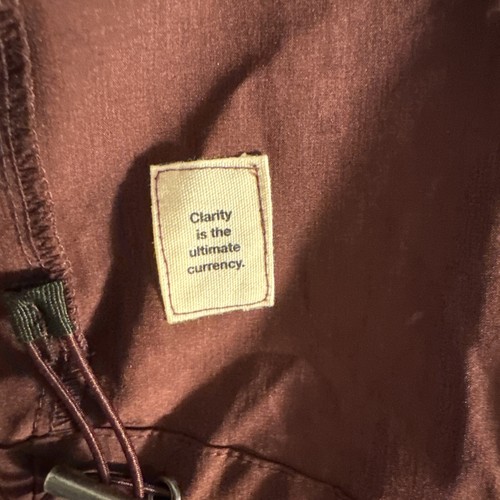 Clarity
is the
ultimate
currency.